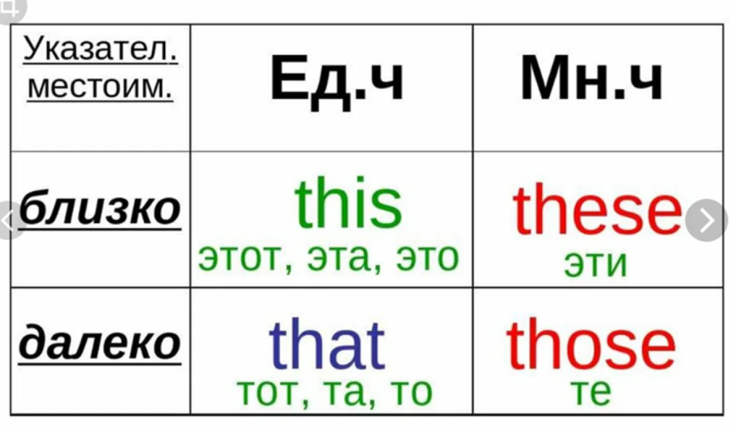 Указател. местоим.
Ед.ч
Мн.ч
близко
this
этот, эта, это
these
эти
далеко
that
тот, та, то
those
те